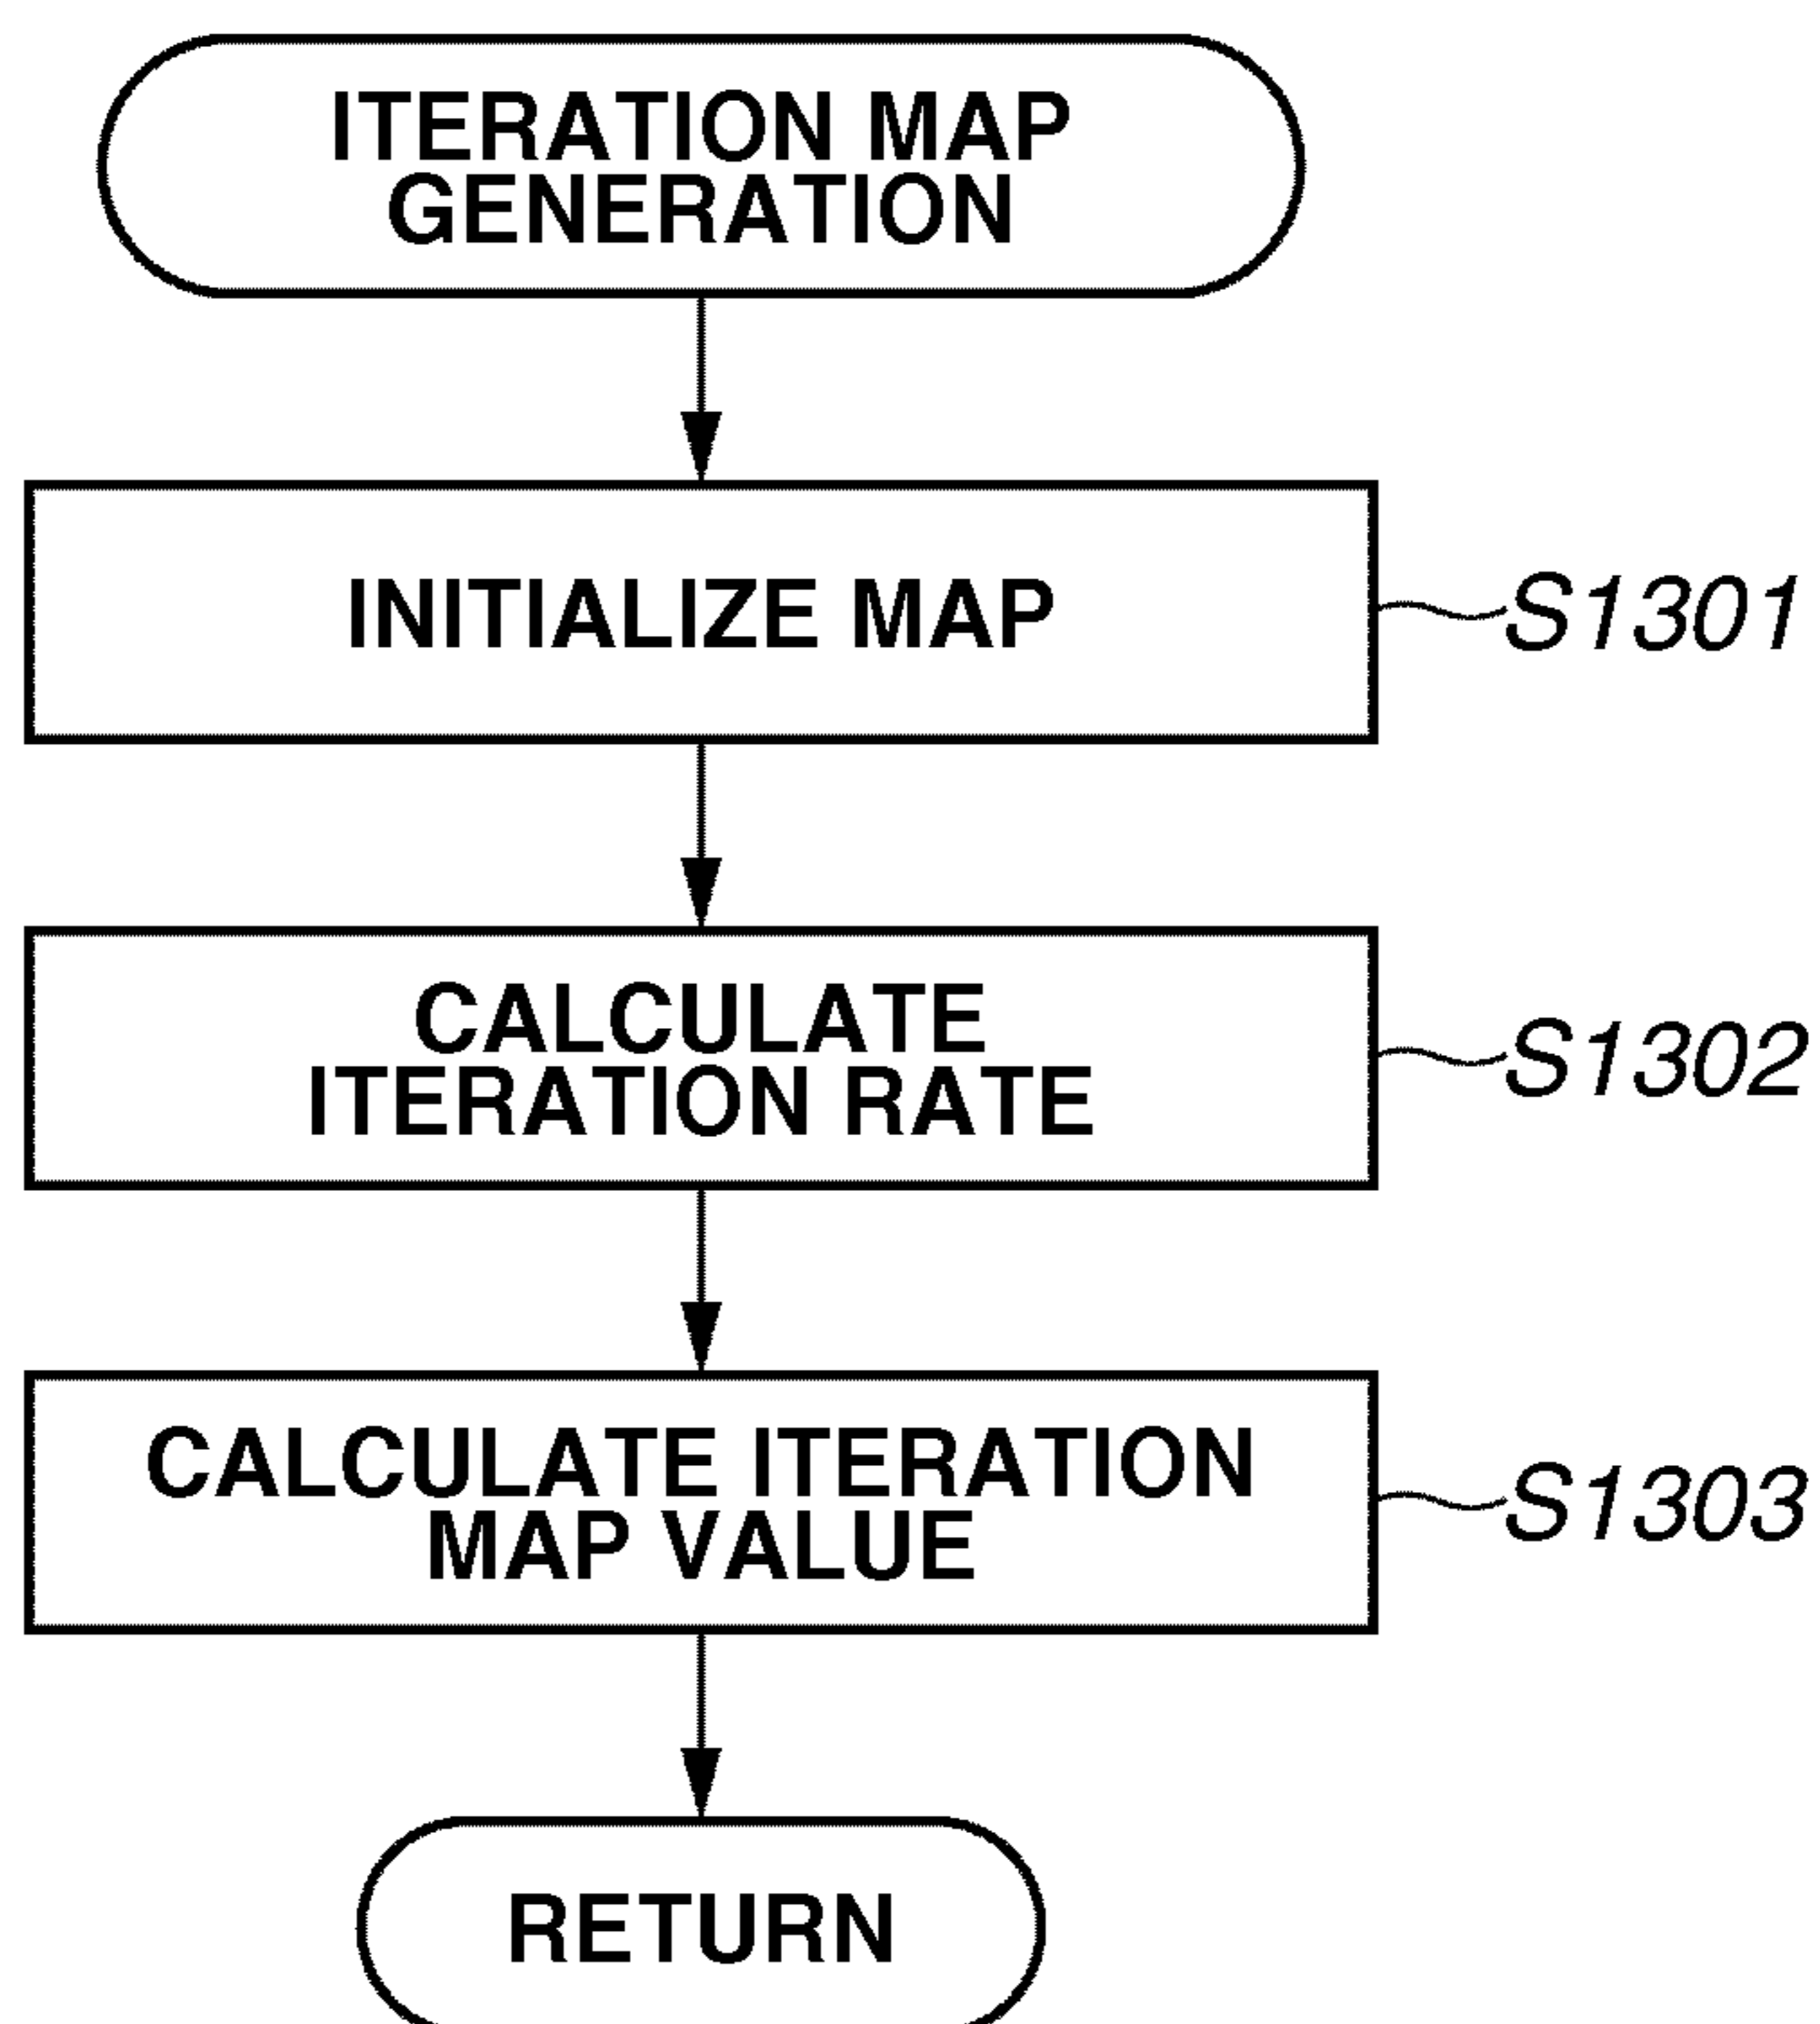 ITERATION MAP
GENERATION
INITIALIZE MAP
S1301
CALCULATE
ITERATION RATE
S1302
CALCULATE ITERATION
MAP VALUE
S1303
RETURN